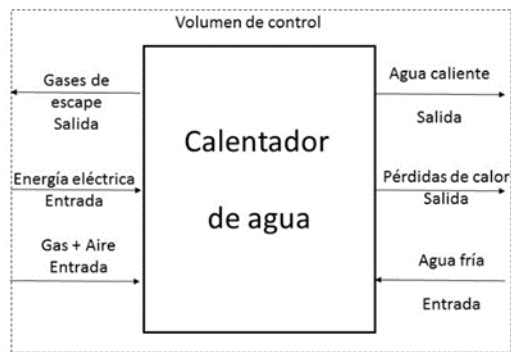 Volumen de control
Gases de
escape
Salida
Energía eléctrica
Entrada
Gas + Aire
Entrada
Calentador
de agua
Agua caliente
Salida
Pérdidas de calor
Salida
Agua fría
Entrada